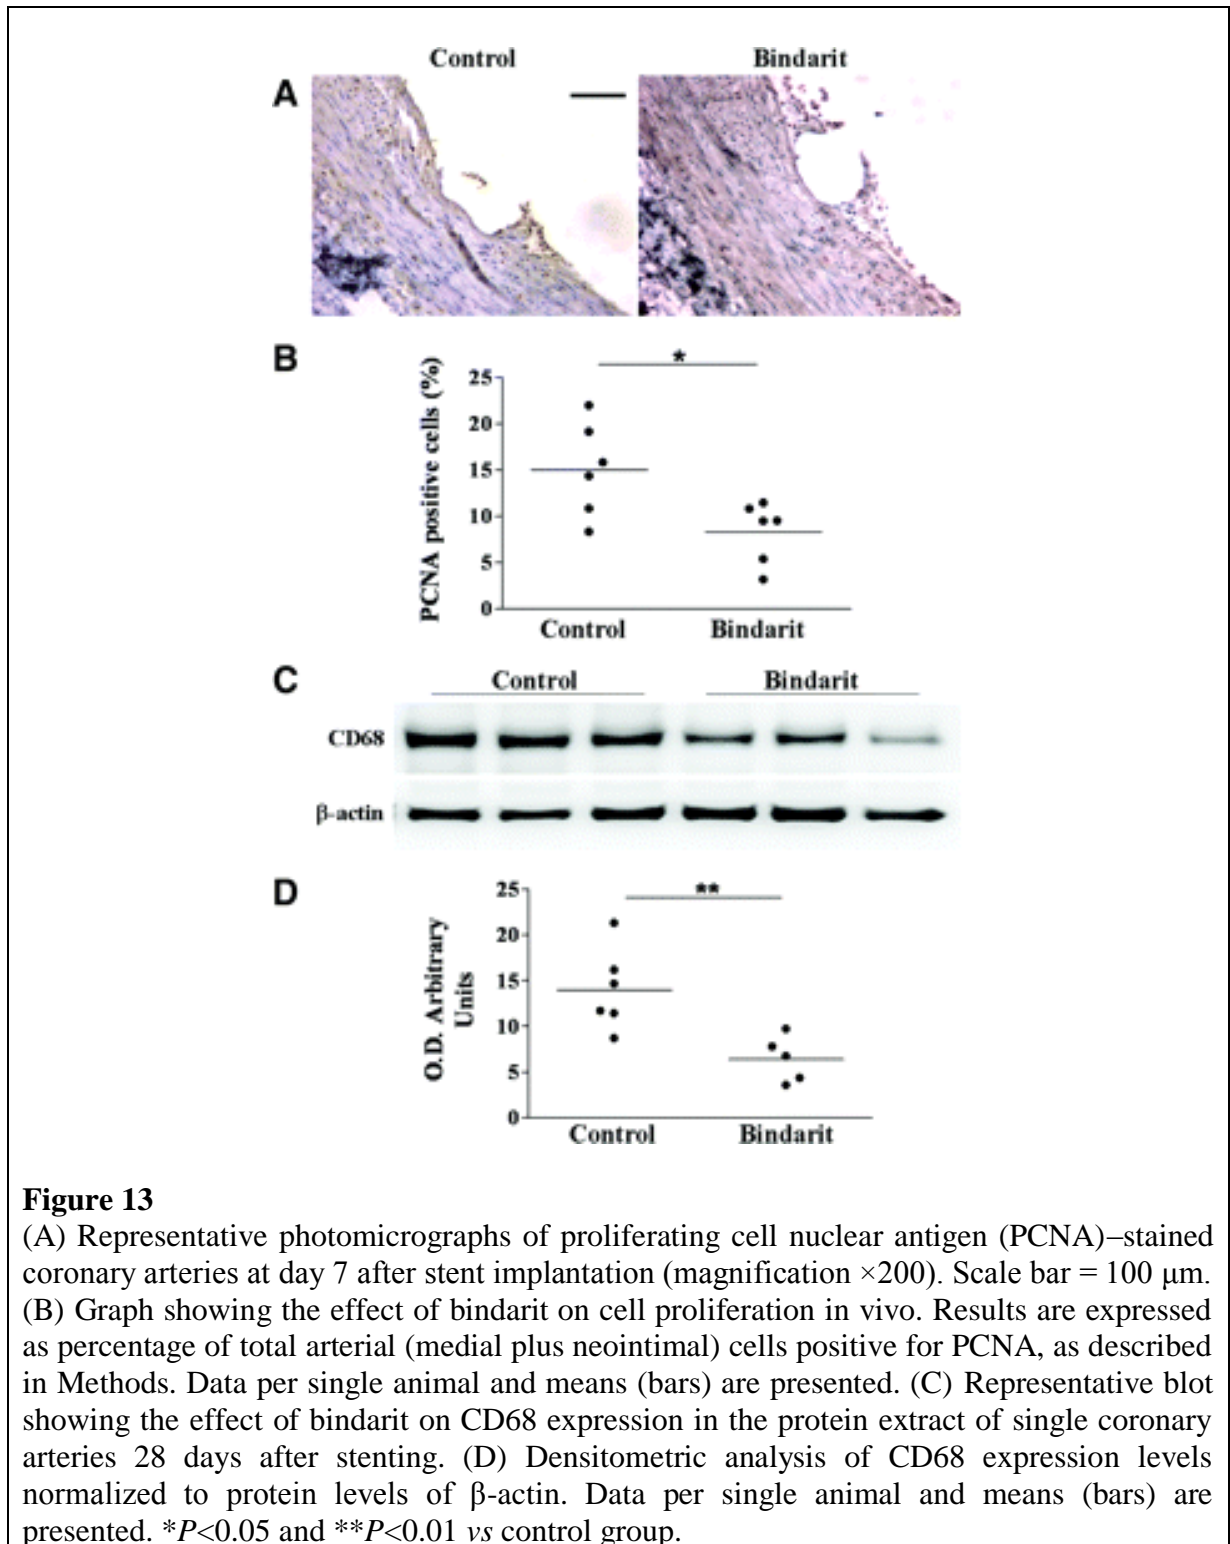 Control Bindarit
A
B
*
25
20
15
10
5
0
PCNA positive cells (%)
Control Bindarit
C
Control Bindarit
CD68
β-actin
D
**
25
20
15
10
5
0
O.D. Arbitrary
Units
Control Bindarit
Figure 13
(A) Representative photomicrographs of proliferating cell nuclear antigen (PCNA)–stained
coronary arteries at day 7 after stent implantation (magnification ×200). Scale bar = 100 μm.
(B) Graph showing the effect of bindarit on cell proliferation in vivo. Results are expressed
as percentage of total arterial (medial plus neointimal) cells positive for PCNA, as described
in Methods. Data per single animal and means (bars) are presented. (C) Representative blot
showing the effect of bindarit on CD68 expression in the protein extract of single coronary
arteries 28 days after stenting. (D) Densitometric analysis of CD68 expression levels
normalized to protein levels of β-actin. Data per single animal and means (bars) are
presented. *P<0.05 and **P<0.01 vs control group.